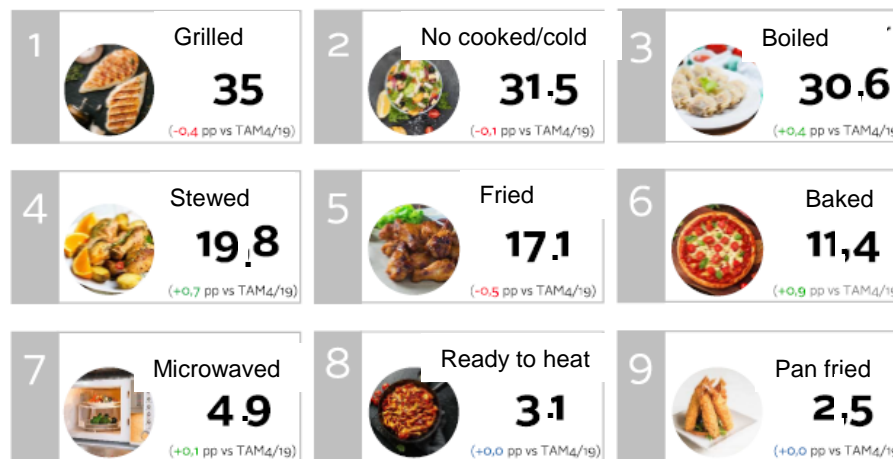 1 Grilled
35
(-0,4 pp vs TAM4/19)
2 No cooked/cold
31.5
(-0,1 pp vs TAM4/19)
3 Boiled
30.6
(+0,4 pp vs TAM4/19
4 Stewed
19.8
(+0,7 pp vs TAM4/19)
5 Fried
17.1
(-0,5 pp vs TAM4/19)
6 Baked
11,4
(+0,9 pp vs TAM4/19
7 Microwaved
4.9
(+0,1 pp vs TAM4/19)
8 Ready to heat
3.1
(+0,0 pp vs TAM4/19)
9 Pan fried
2,5
(+0,0 pp vs TAM4/19